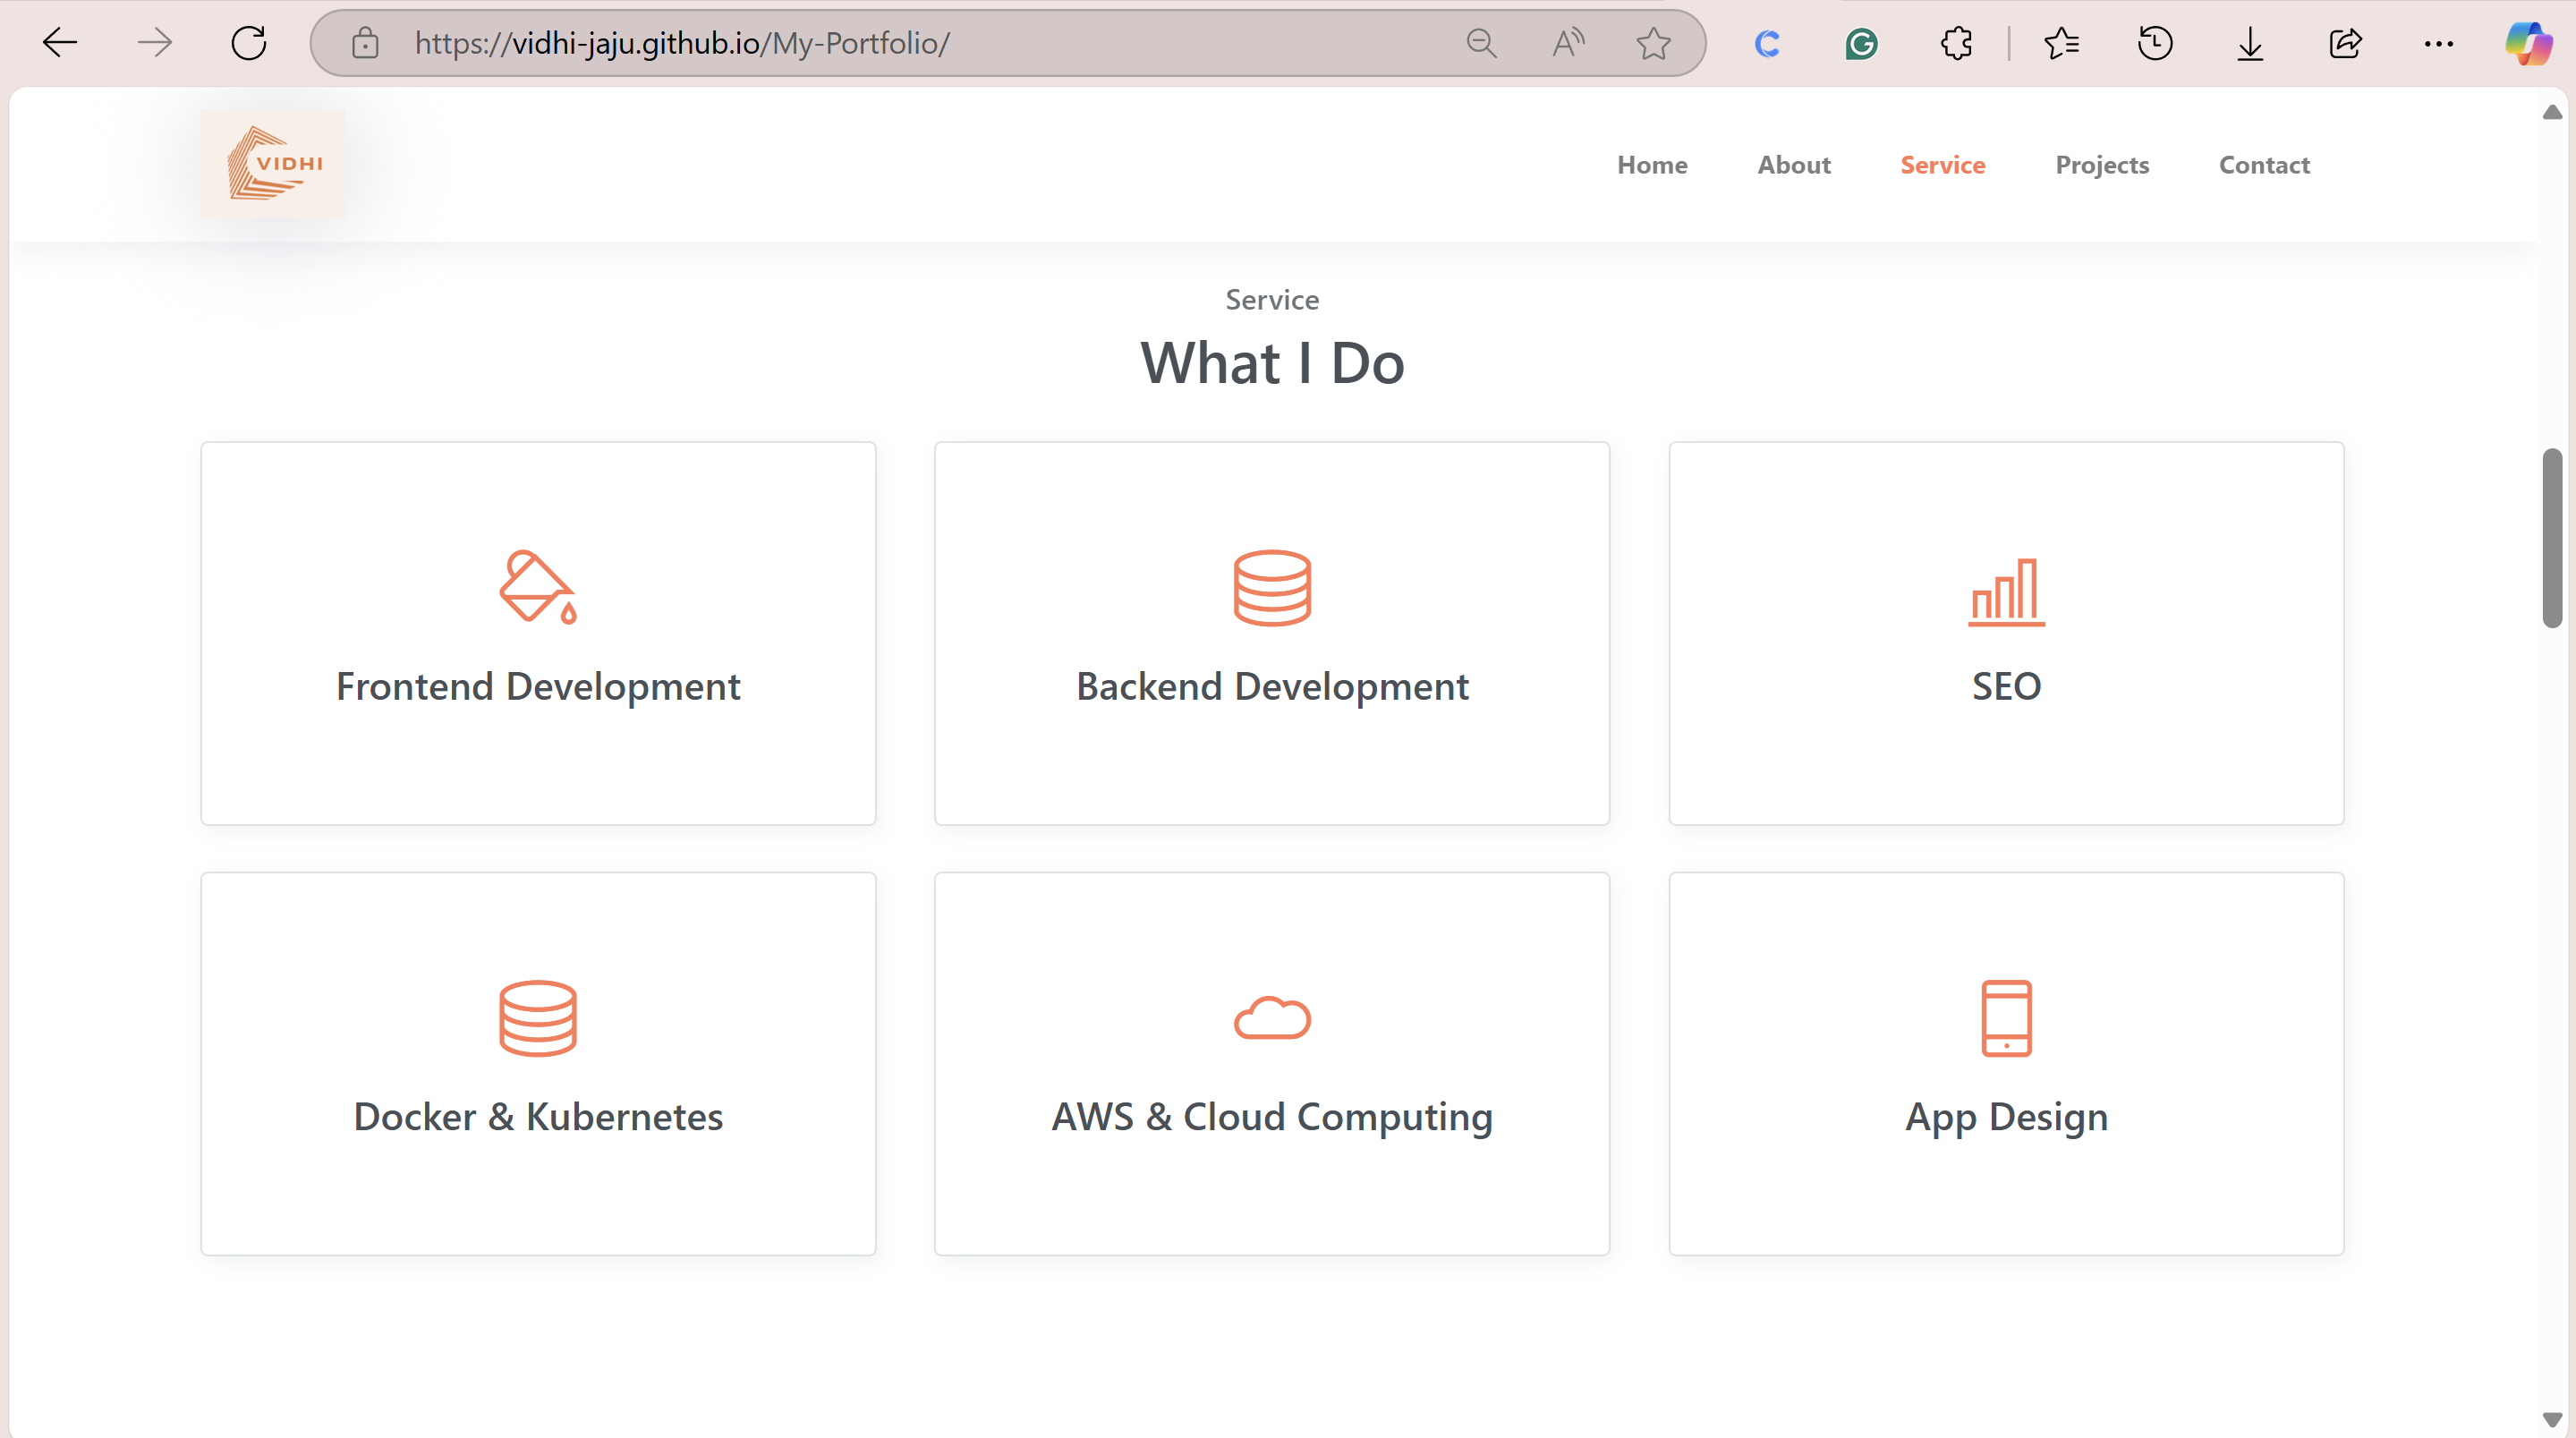 https://vidhi-jaju.github.io/My-Portfolio/
VIDHI
Home About Service Projects Contact
Service
What I Do
Frontend Development Backend Development SEO
Docker & Kubernetes AWS & Cloud Computing App Design